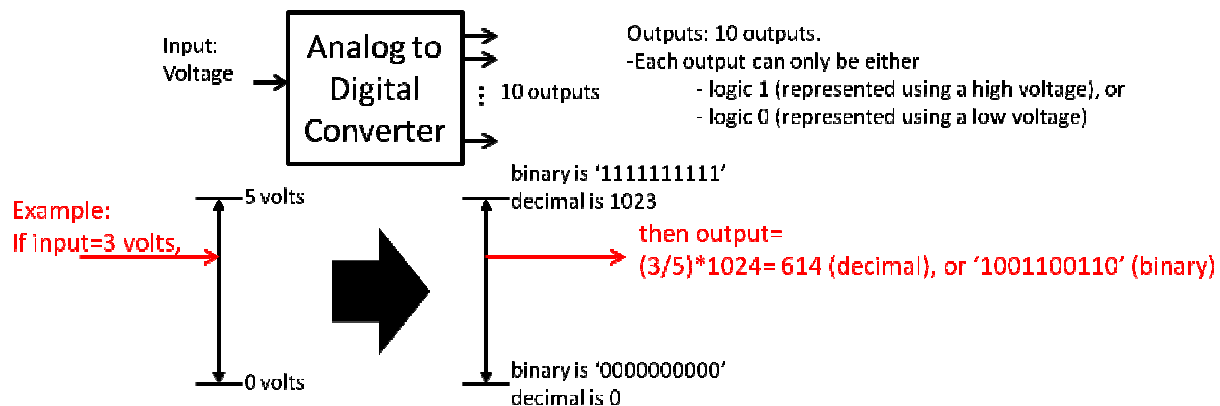 Input:
Voltage
Analog to
Digital
Converter
10 outputs
Outputs: 10 outputs.
-Each output can only be either
- logic 1 (represented using a high voltage), or
- logic 0 (represented using a low voltage)
5 volts
binary is ‘1111111111’
decimal is 1023
Example:
If input=3 volts,
then output=
(3/5)*1024= 614 (decimal), or ‘1001100110’ (binary)
0 volts
binary is ‘0000000000’
decimal is 0